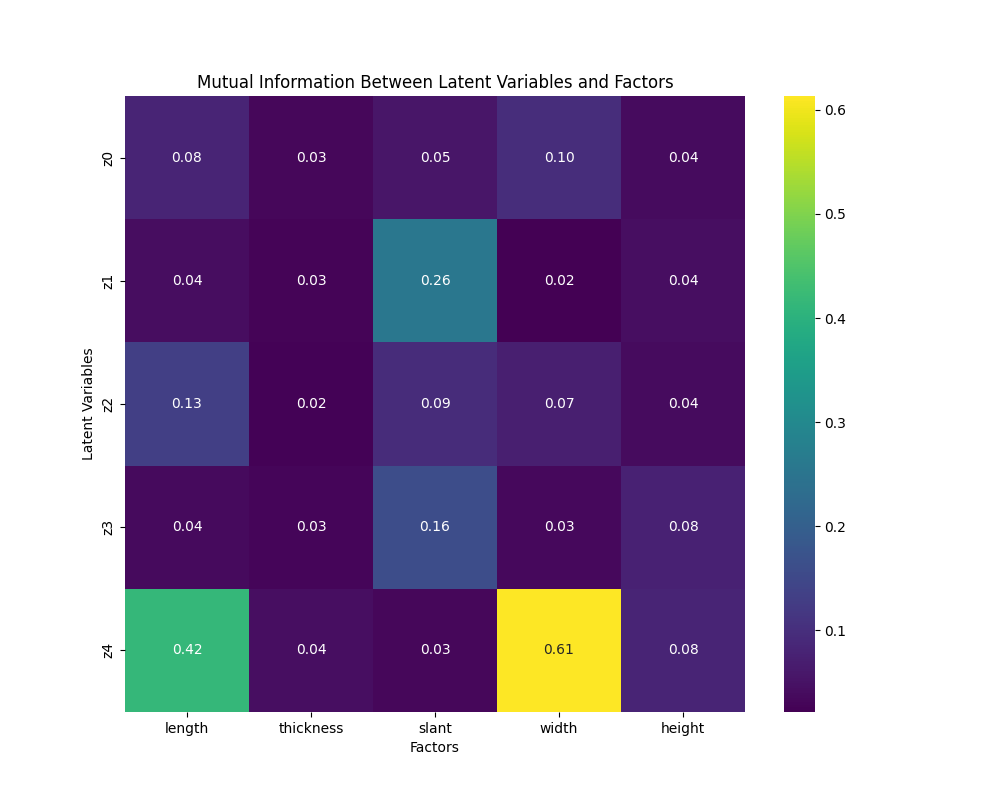 Mutual Information Between Latent Variables and Factors
z0 0.08 0.03 0.05 0.10 0.04
z1 0.04 0.03 0.26 0.02 0.04
z2 0.13 0.02 0.09 0.07 0.04
z3 0.04 0.03 0.16 0.03 0.08
z4 0.42 0.04 0.03 0.61 0.08
Latent Variables
length thickness slant width height
Factors
0.6
0.5
0.4
0.3
0.2
0.1